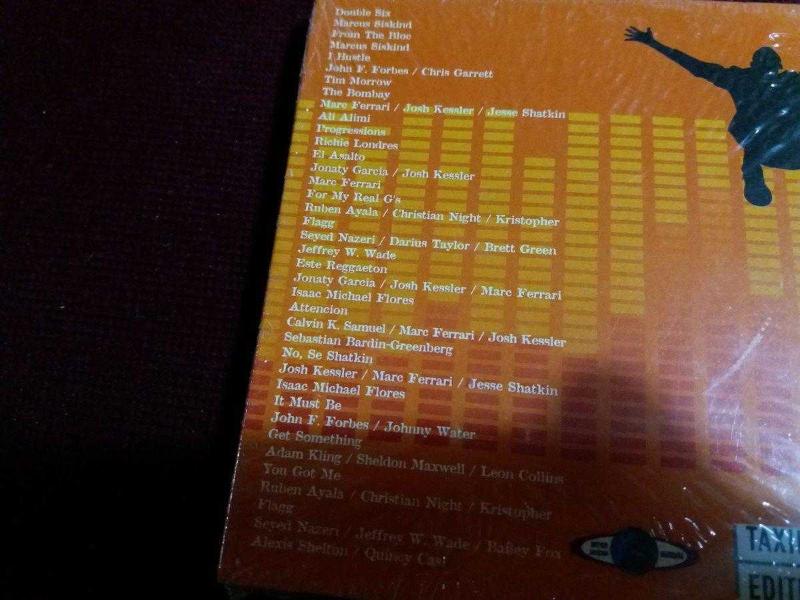 Double Six
Marcus Siskind
From The Bloc
Marcus Siskind
I Hustle
John F. Forbes / Chris Garrett
Tim Morrow
The Bombay
Marc Ferrari / Josh Kessler / Jesse Shatkin
Ali Alimi
Progressions
Richie Londres
El Asalto
Jonaty Garcia / Josh Kessler
Marc Ferrari
For My Real G's
Ruben Ayala / Christian Night / Kristopher
Flagg
Seyed Nazeri / Darius Taylor / Brett Green
Jeffrey W. Wade
Este Reggaeton
Jonaty Garcia / Josh Kessler / Marc Ferrari
Isaac Michael Flores
Attencion
Calvin K. Samuel / Marc Ferrari / Josh Kessler
Sebastian Bardin-Greenberg
No, Se Shatkin
Josh Kessler / Marc Ferrari / Jesse Shatkin
Isaac Michael Flores
It Must Be
John F. Forbes / Johnny Water
Get Something
Adam Kling / Sheldon Maxwell / Leon Collins
You Got Me
Ruben Ayala / Christian Night / Kristopher
Flagg
Seyed Nazeri / Jeffrey W. Wade / Bailey Fox
Alexis Shelton / Quincy